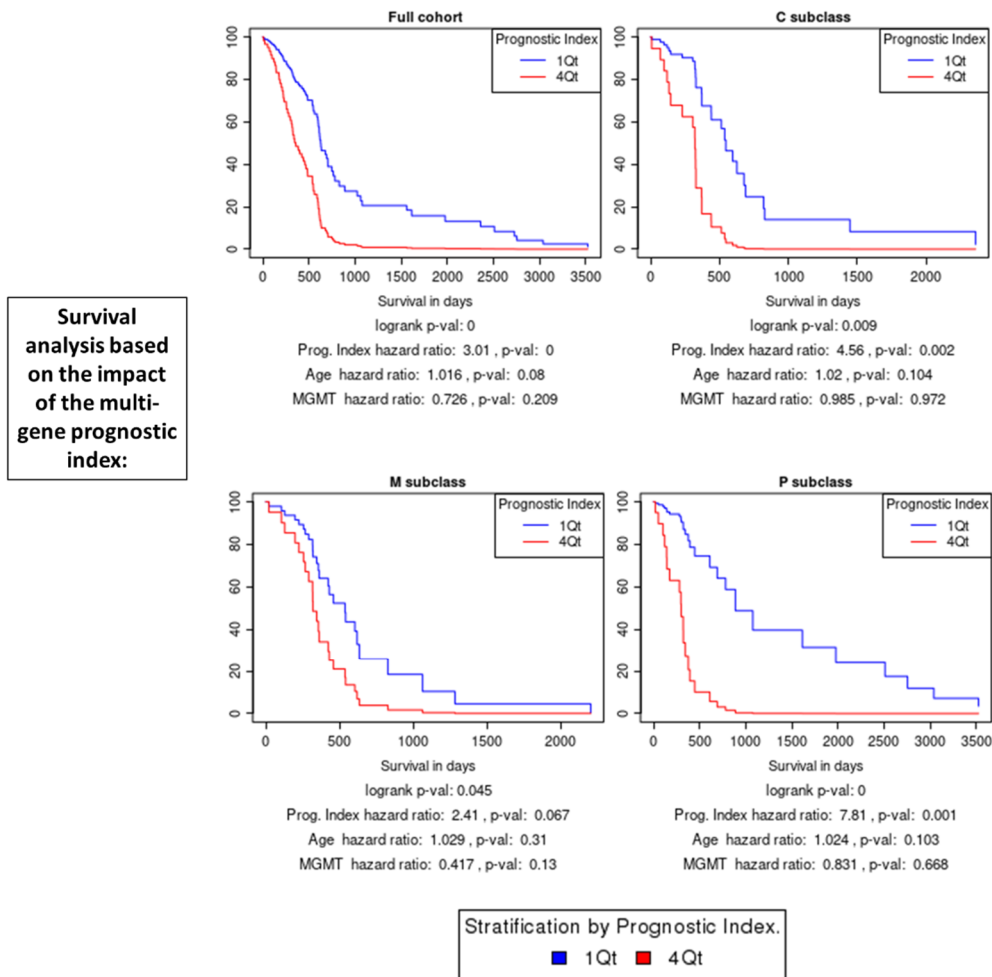 Survival
analysis based
on the impact
of the multi-
gene prognostic
index:
Full cohort
Prognostic Index
1Qt
4Qt
100
80
60
40
20
0
0 500 1000 1500 2000 2500 3000 3500
Survival in days
logrank p-val: 0
Prog. Index hazard ratio: 3.01 , p-val: 0
Age hazard ratio: 1.016 , p-val: 0.08
MGMT hazard ratio: 0.726 , p-val: 0.209
C subclass
Prognostic Index
1Qt
4Qt
100
80
60
40
20
0
0 500 1000 1500 2000
Survival in days
logrank p-val: 0.009
Prog. Index hazard ratio: 4.56 , p-val: 0.002
Age hazard ratio: 1.02 , p-val: 0.104
MGMT hazard ratio: 0.985 , p-val: 0.972
M subclass
Prognostic Index
1Qt
4Qt
100
80
60
40
20
0
0 500 1000 1500 2000
Survival in days
logrank p-val: 0.045
Prog. Index hazard ratio: 2.41 , p-val: 0.067
Age hazard ratio: 1.029 , p-val: 0.31
MGMT hazard ratio: 0.417 , p-val: 0.13
P subclass
Prognostic Index
1Qt
4Qt
100
80
60
40
20
0
0 500 1000 1500 2000 2500 3000 3500
Survival in days
logrank p-val: 0
Prog. Index hazard ratio: 7.81 , p-val: 0.001
Age hazard ratio: 1.024 , p-val: 0.103
MGMT hazard ratio: 0.831 , p-val: 0.668
Stratification by Prognostic Index.
1Qt 4Qt